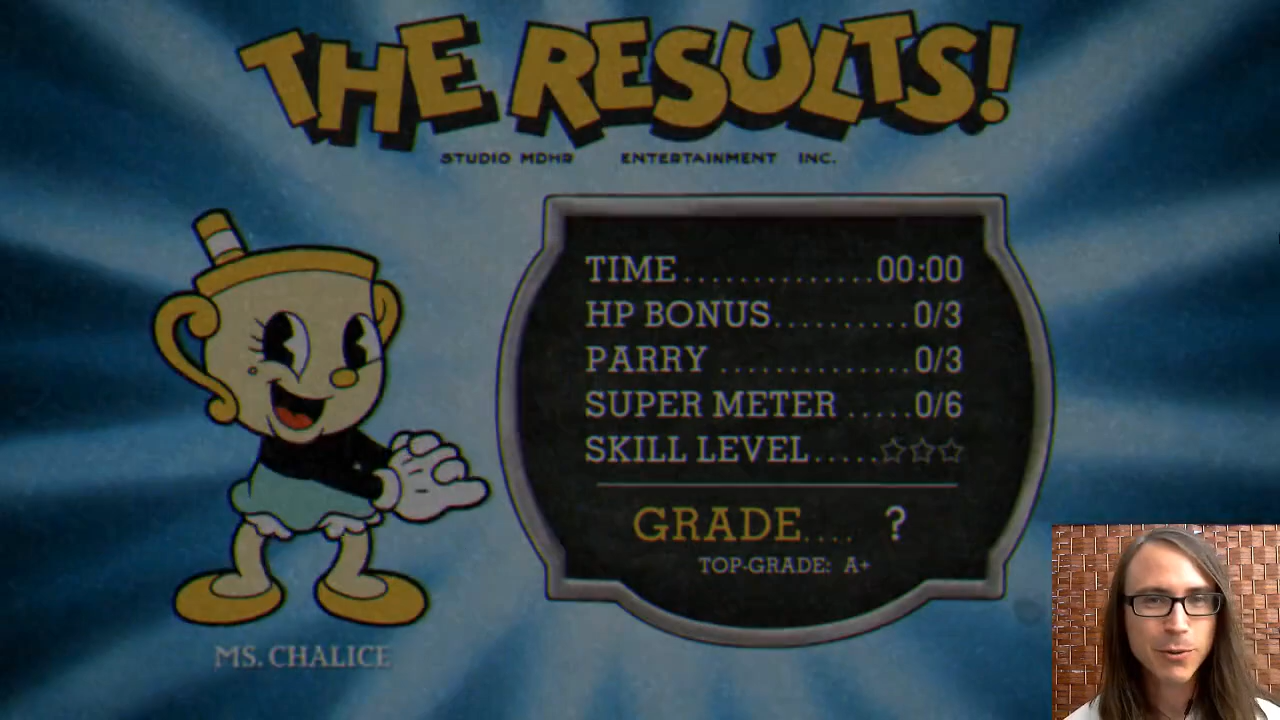 THE RESULTS!
STUDIO MDHR ENTERTAINMENT INC.
TIME...............00:00
HP BONUS..........0/3
PARRY ..............0/3
SUPER METER .....0/6
SKILL LEVEL.....☆☆☆
GRADE.... ?
TOP-GRADE: A+
MS. CHALICE